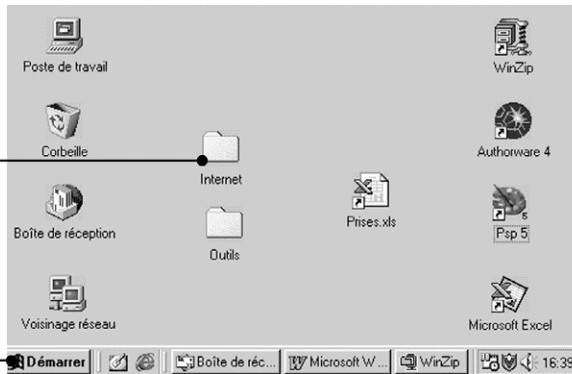 Poste de travail
WinZip
Corbeille
Authorware 4
Internet
Boîte de réception
Prises.xls
Psp 5
Outils
Voisinage réseau
Microsoft Excel
Démarrer
Boîte de réc...
Microsoft W...
WinZip
16:39